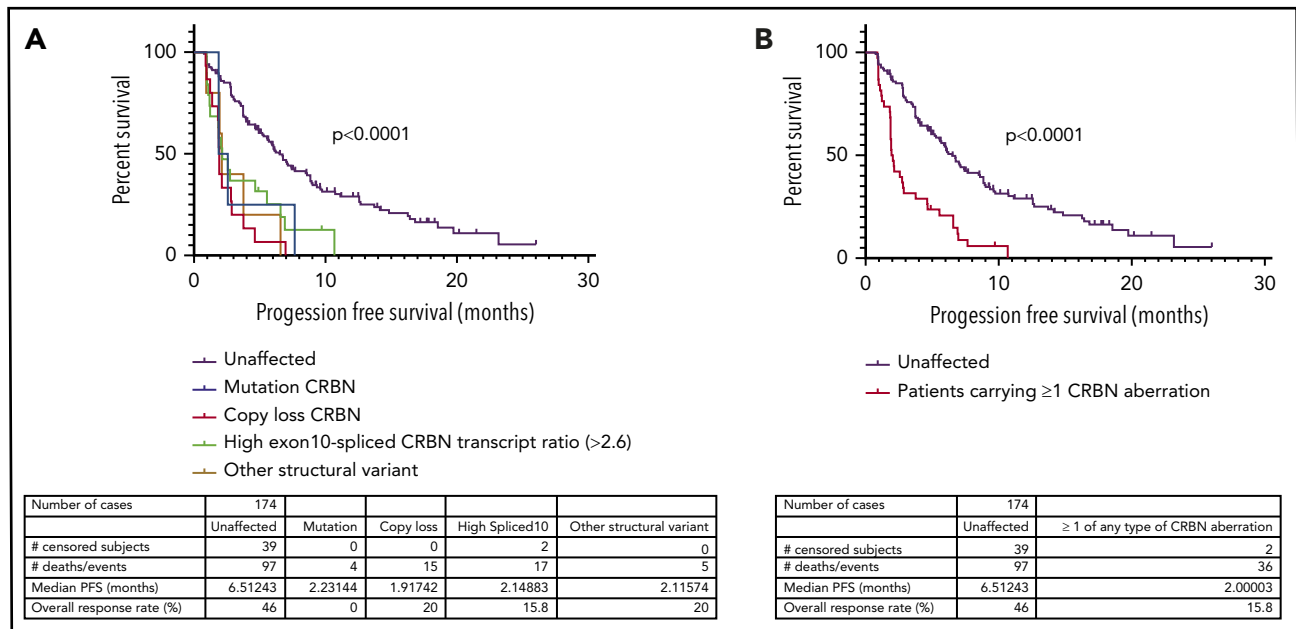 A
100
50
0
Percent survival
p<0.0001
0 10 20 30
Progession free survival (months)
Unaffected
Mutation CRBN
Copy loss CRBN
High exon10-spliced CRBN transcript ratio (>2.6)
Other structural variant
Number of cases 174
Unaffected Mutation Copy loss High Spliced10 Other structural variant
# censored subjects 39 0 0 2 0
# deaths/events 97 4 15 17 5
Median PFS (months) 6.51243 2.23144 1.91742 2.14883 2.11574
Overall response rate (%) 46 0 20 15.8 20
B
100
50
0
Percent survival
p<0.0001
0 10 20 30
Progession free survival (months)
Unaffected
Patients carrying ≥1 CRBN aberration
Number of cases 174
Unaffected ≥ 1 of any type of CRBN aberration
# censored subjects 39 2
# deaths/events 97 36
Median PFS (months) 6.51243 2.00003
Overall response rate (%) 46 15.8